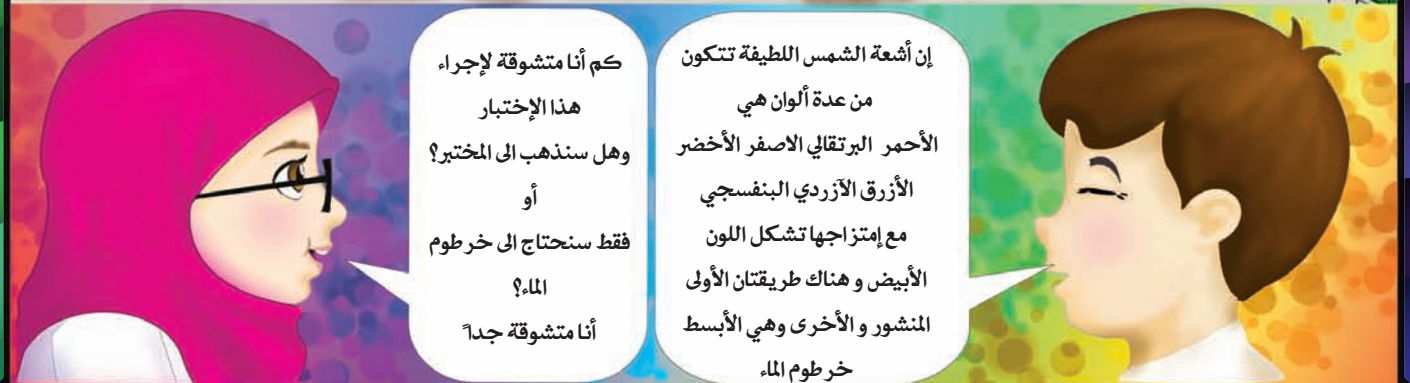 إن أشعة الشمس اللطيفة تتكون
من عدة ألوان هي
الأحمر البرتقالي الاصفر الأخضر
الأزرق الآزردي البنفسجي
مع إمتزاجها تشكل اللون
الأبيض و هناك طريقتان الأولى
المنشور و الأخرى وهي الأبسط
خرطوم الماء
كم أنا متشوقة لإجراء
هذا الإختبار
وهل سنذهب الى المختبر؟
أو
فقط سنحتاج الى خرطوم
الماء؟
أنا متشوقة جداً